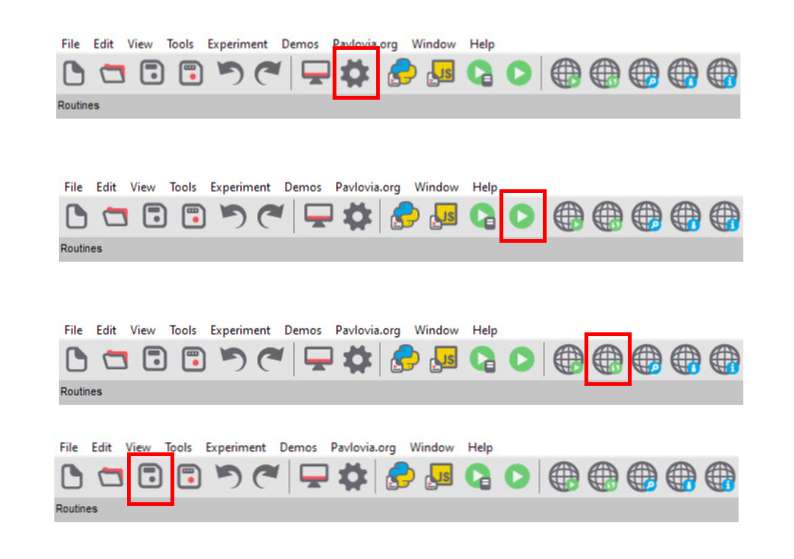 File Edit View Tools Experiment Demos Pavlovia.org Window Help
JS
Routines
File Edit View Tools Experiment Demos Pavlovia.org Window Help
JS
Routines
File Edit View Tools Experiment Demos Pavlovia.org Window Help
JS
Routines
File Edit View Tools Experiment Demos Pavlovia.org Window Help
JS
Routines